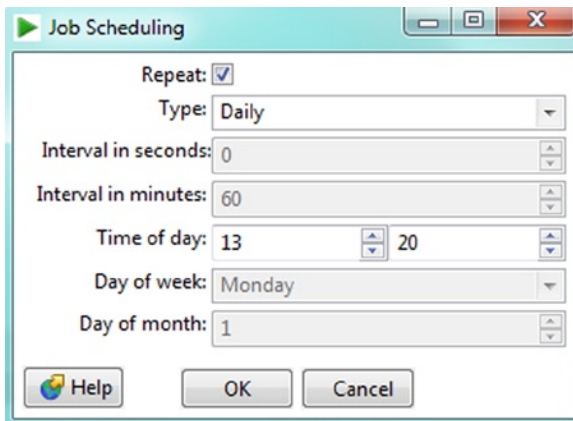 Job Scheduling
Repeat:
Type: Daily
Interval in seconds: 0
Interval in minutes: 60
Time of day: 13 20
Day of week: Monday
Day of month: 1
Help OK Cancel